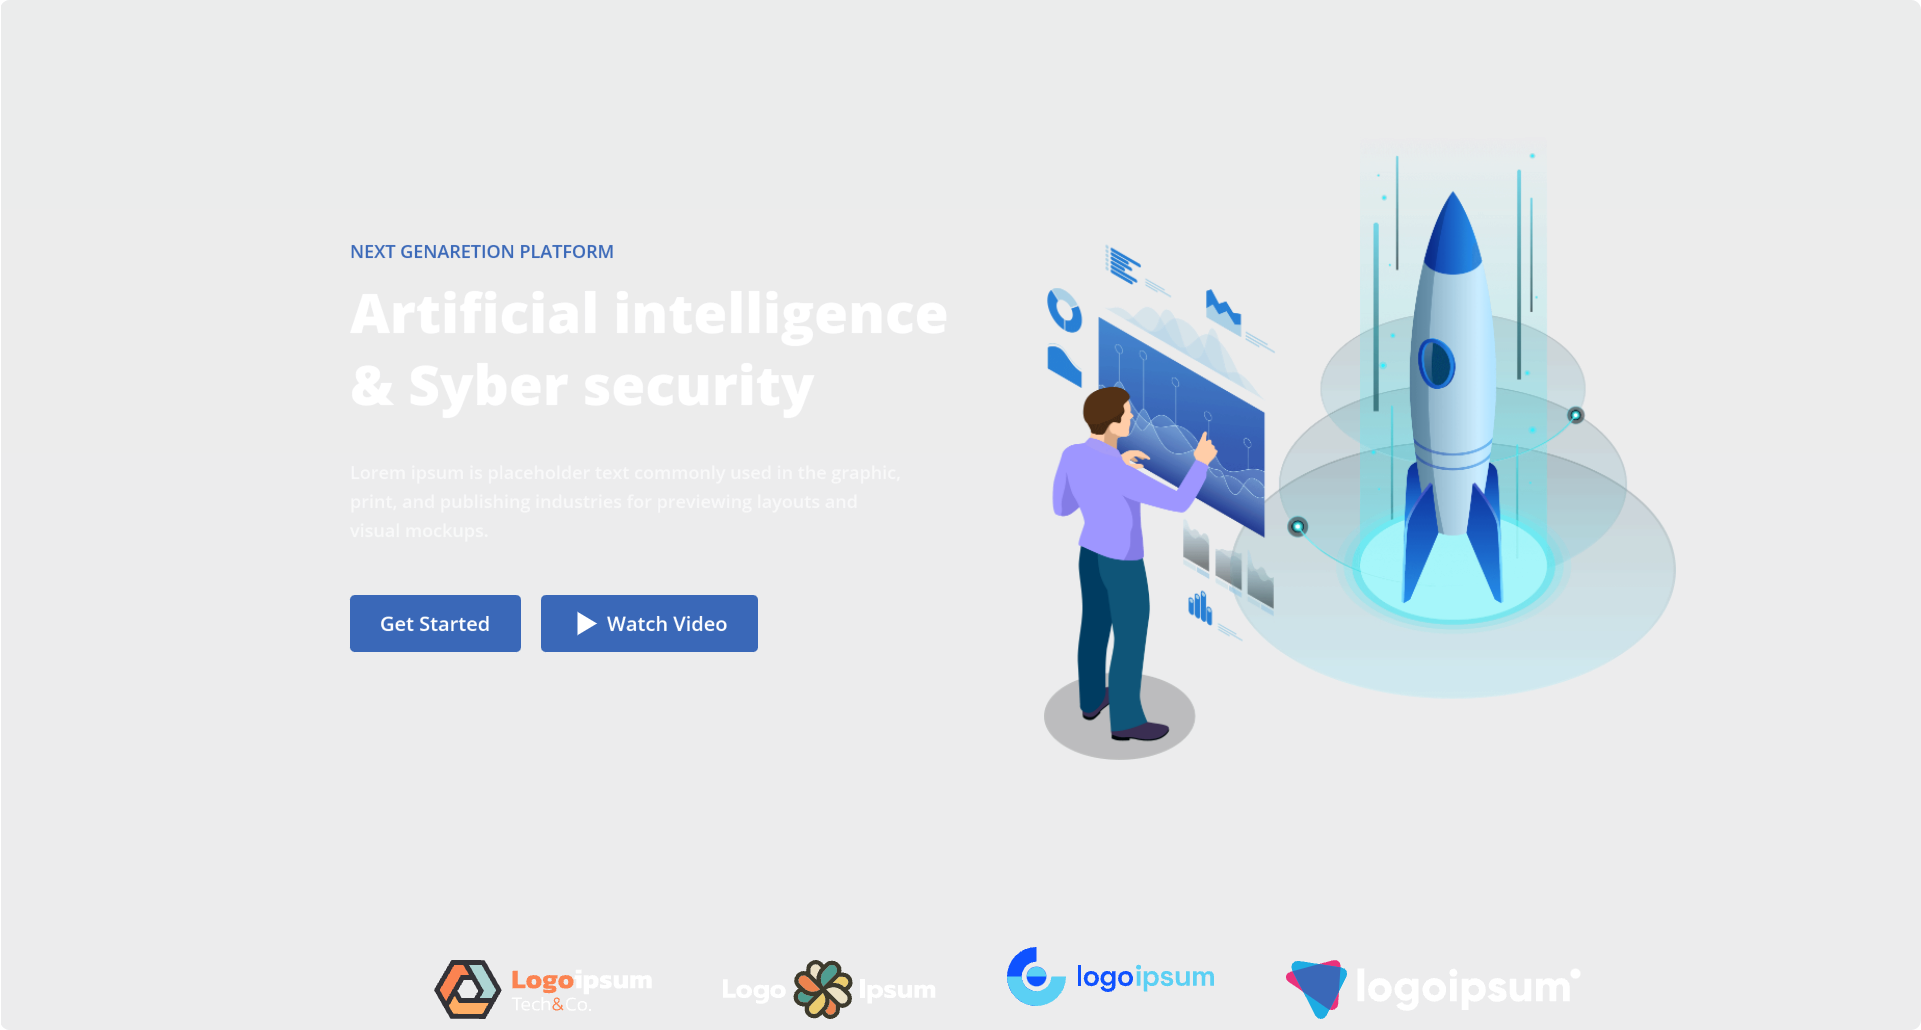 NEXT GENARETION PLATFORM
Artificial intelligence
& Syber security
Lorem ipsum is placeholder text commonly used in the graphic,
print, and publishing industries for previewing layouts and
visual mockups.
Get Started
Watch Video
Logoipsum
Tech&Co.
Logo Ipsum
logoipsum
logoipsum